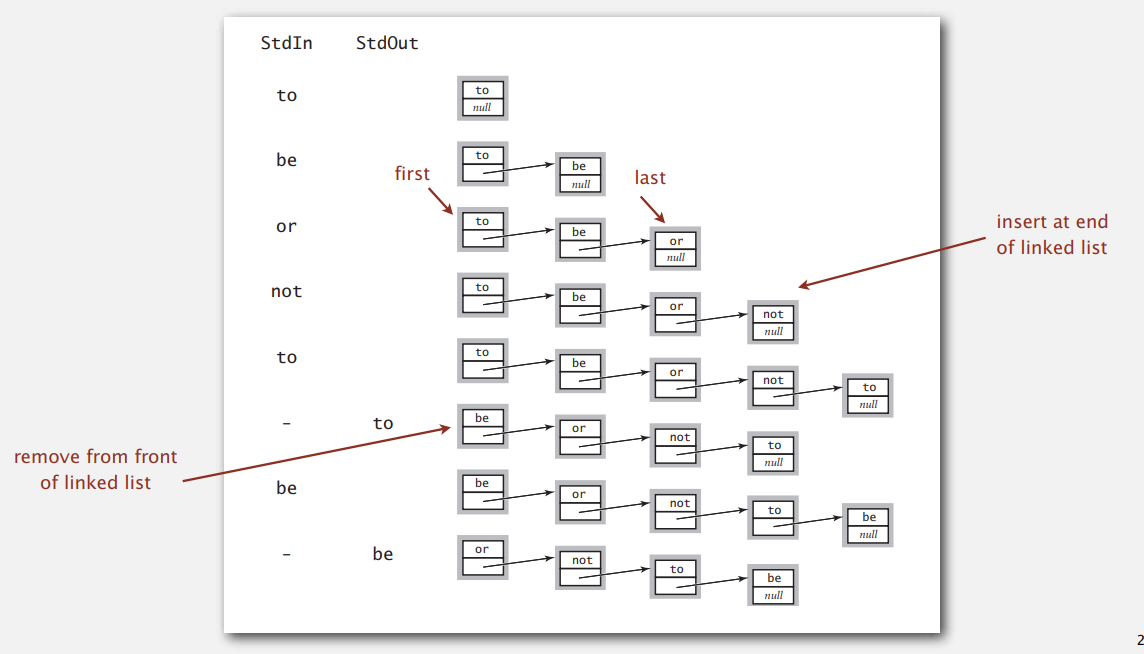 StdIn StdOut
to
to
null
be
to
be
null
first
last
or
to
be
or
null
insert at end
of linked list
not
to
be
or
not
null
to
to
be
or
not
to
null
- to
be
or
not
to
null
remove from front
of linked list
be
be
or
not
to
be
null
- be
or
not
to
be
null
2